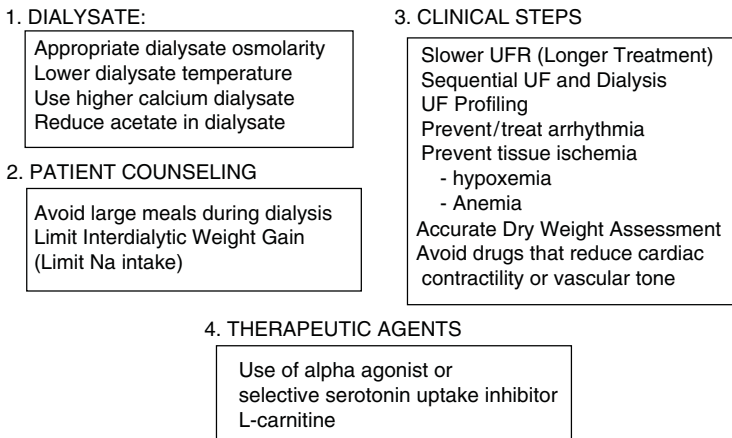 1. DIALYSATE:
Appropriate dialysate osmolarity
Lower dialysate temperature
Use higher calcium dialysate
Reduce acetate in dialysate
2. PATIENT COUNSELING
Avoid large meals during dialysis
Limit Interdialytic Weight Gain
(Limit Na intake)
3. CLINICAL STEPS
Slower UFR (Longer Treatment)
Sequential UF and Dialysis
UF Profiling
Prevent/treat arrhythmia
Prevent tissue ischemia
- hypoxemia
- Anemia
Accurate Dry Weight Assessment
Avoid drugs that reduce cardiac
contractility or vascular tone
4. THERAPEUTIC AGENTS
Use of alpha agonist or
selective serotonin uptake inhibitor
L-carnitine